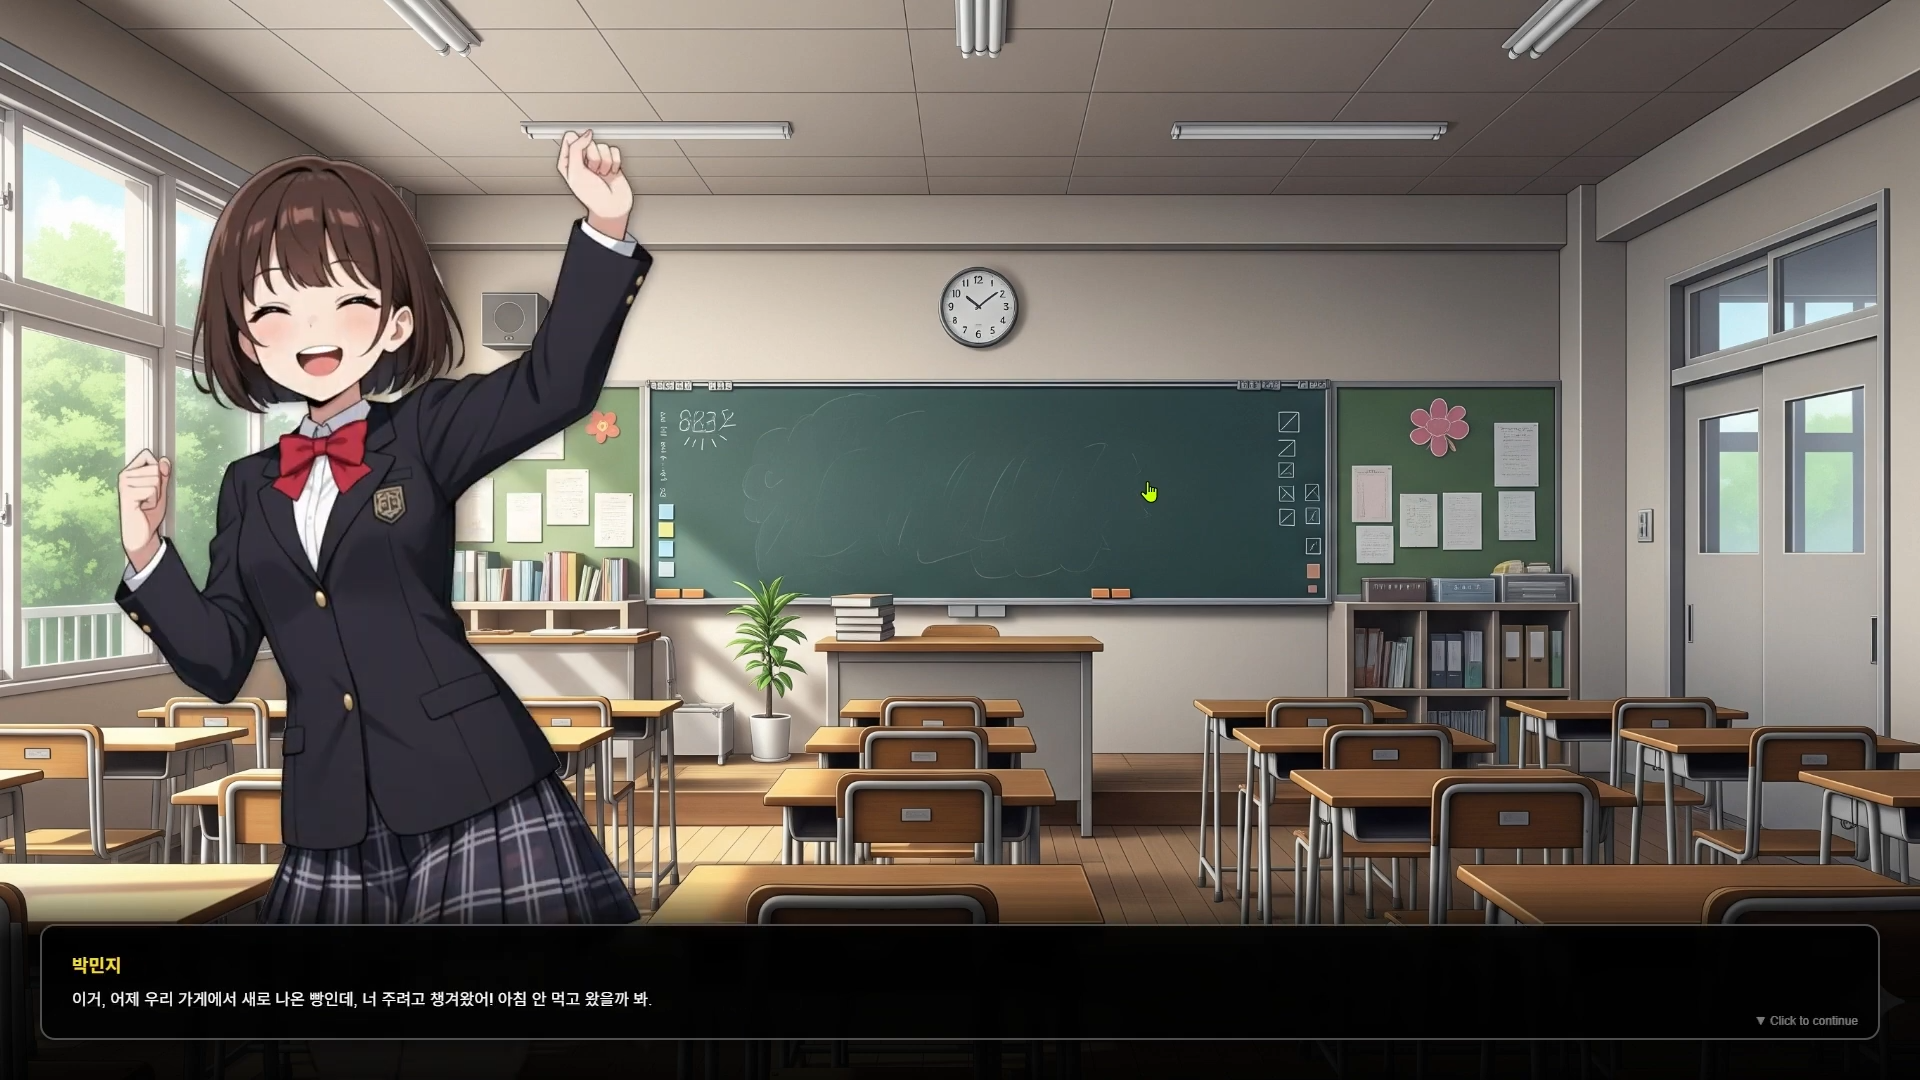 박민지
이거, 어제 우리 가게에서 새로 나온 빵인데, 너 주려고 챙겨왔어! 아침 안 먹고 왔을까 봐.
▼ Click to continue